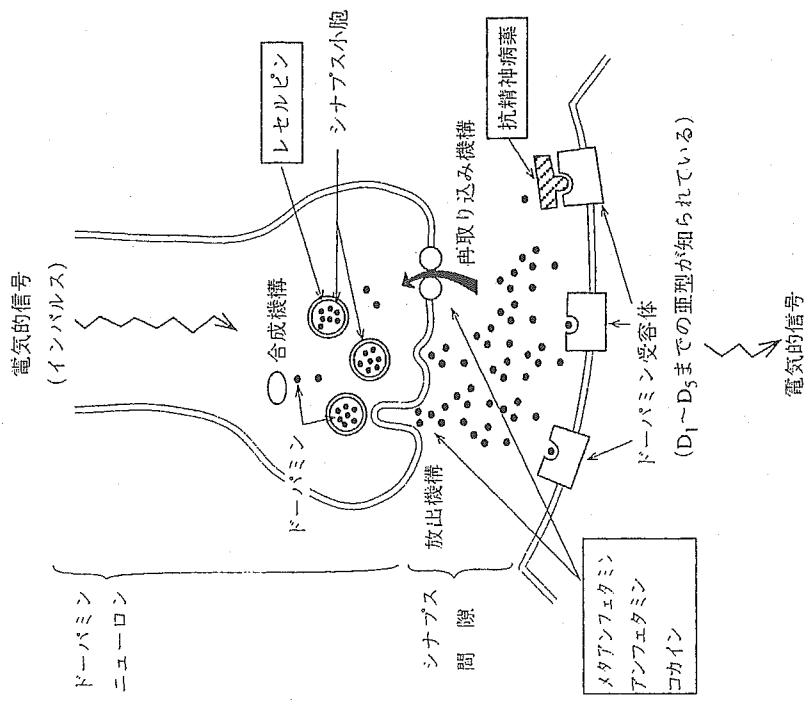 電気的信号
(インパルス)
ドーパミン
ニューロン
レセルピン
シナプス小胞
合成機構
ドーパミン
放出機構
再取り込み機構
シナプス
間 隙
抗精神病薬
メタアンフェタミン
アンフェタミン
コカイン
ドーパミン受容体
(D₁~D₅までの亜型が知られている)
電気的信号